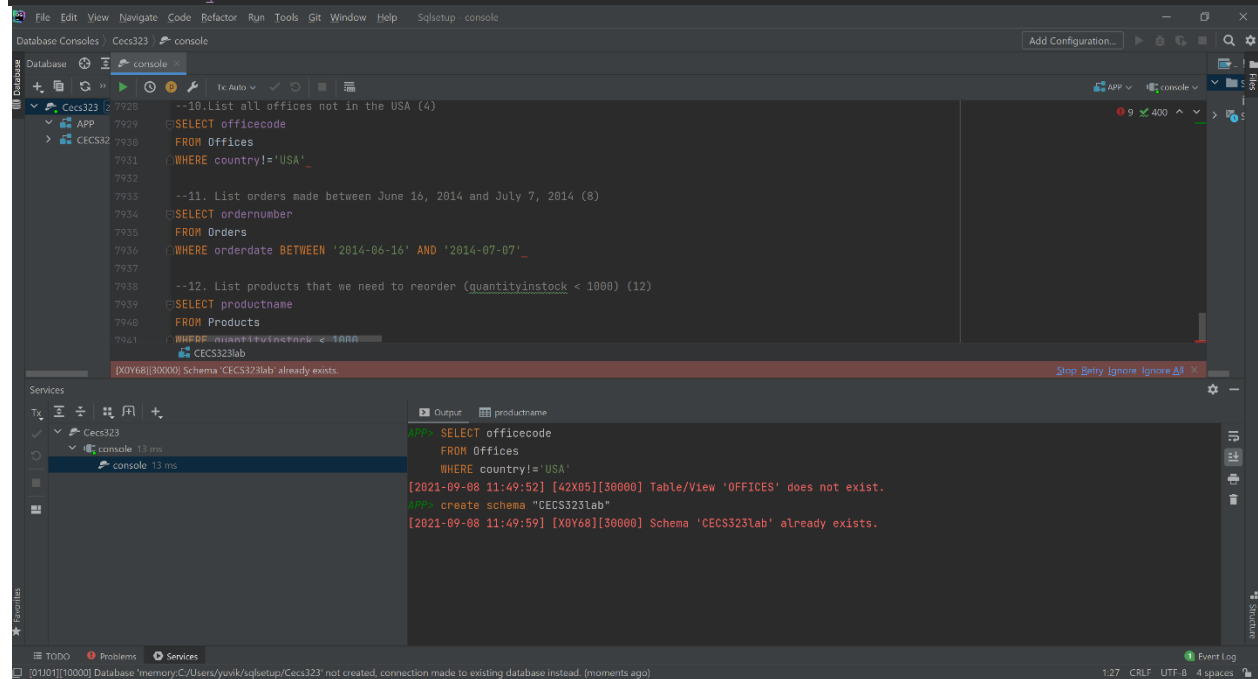 File Edit View Navigate Code Refactor Run Tools Git Window Help Sqlsetup - console
Database Consoles Cecs323 console Add Configuration...
Database console
Tx: Auto APP console
Cecs323
APP
CECS32
9 400
7928 --10.List all offices not in the USA (4)
7929 SELECT officecode
7930 FROM Offices
7931 WHERE country!='USA'
7932
7933 --11. List orders made between June 16, 2014 and July 7, 2014 (8)
7934 SELECT ordernumber
7935 FROM Orders
7936 WHERE orderdate BETWEEN '2014-06-16' AND '2014-07-07'
7937
7938 --12. List products that we need to reorder (quantityinstock < 1000) (12)
7939 SELECT productname
7940 FROM Products
7941 WHERE quantityinstock < 1000
CECS323lab
[X0Y68][30000] Schema 'CECS323lab' already exists. Stop Retry Ignore Ignore All
Services
Tx
Cecs323
console 13 ms
console 13 ms
Output productname
APP> SELECT officecode
FROM Offices
WHERE country!='USA'
[2021-09-08 11:49:52] [42X05][30000] Table/View 'OFFICES' does not exist.
APP> create schema "CECS323lab"
[2021-09-08 11:49:59] [X0Y68][30000] Schema 'CECS323lab' already exists.
Database
Files
Favorites
Structure
TODO Problems Services 1 Event Log
[01J01][10000] Database 'memory:C:/Users/yuvik/sqlsetup/Cecs323' not created, connection made to existing database instead. (moments ago) 1:27 CRLF UTF-8 4 spaces